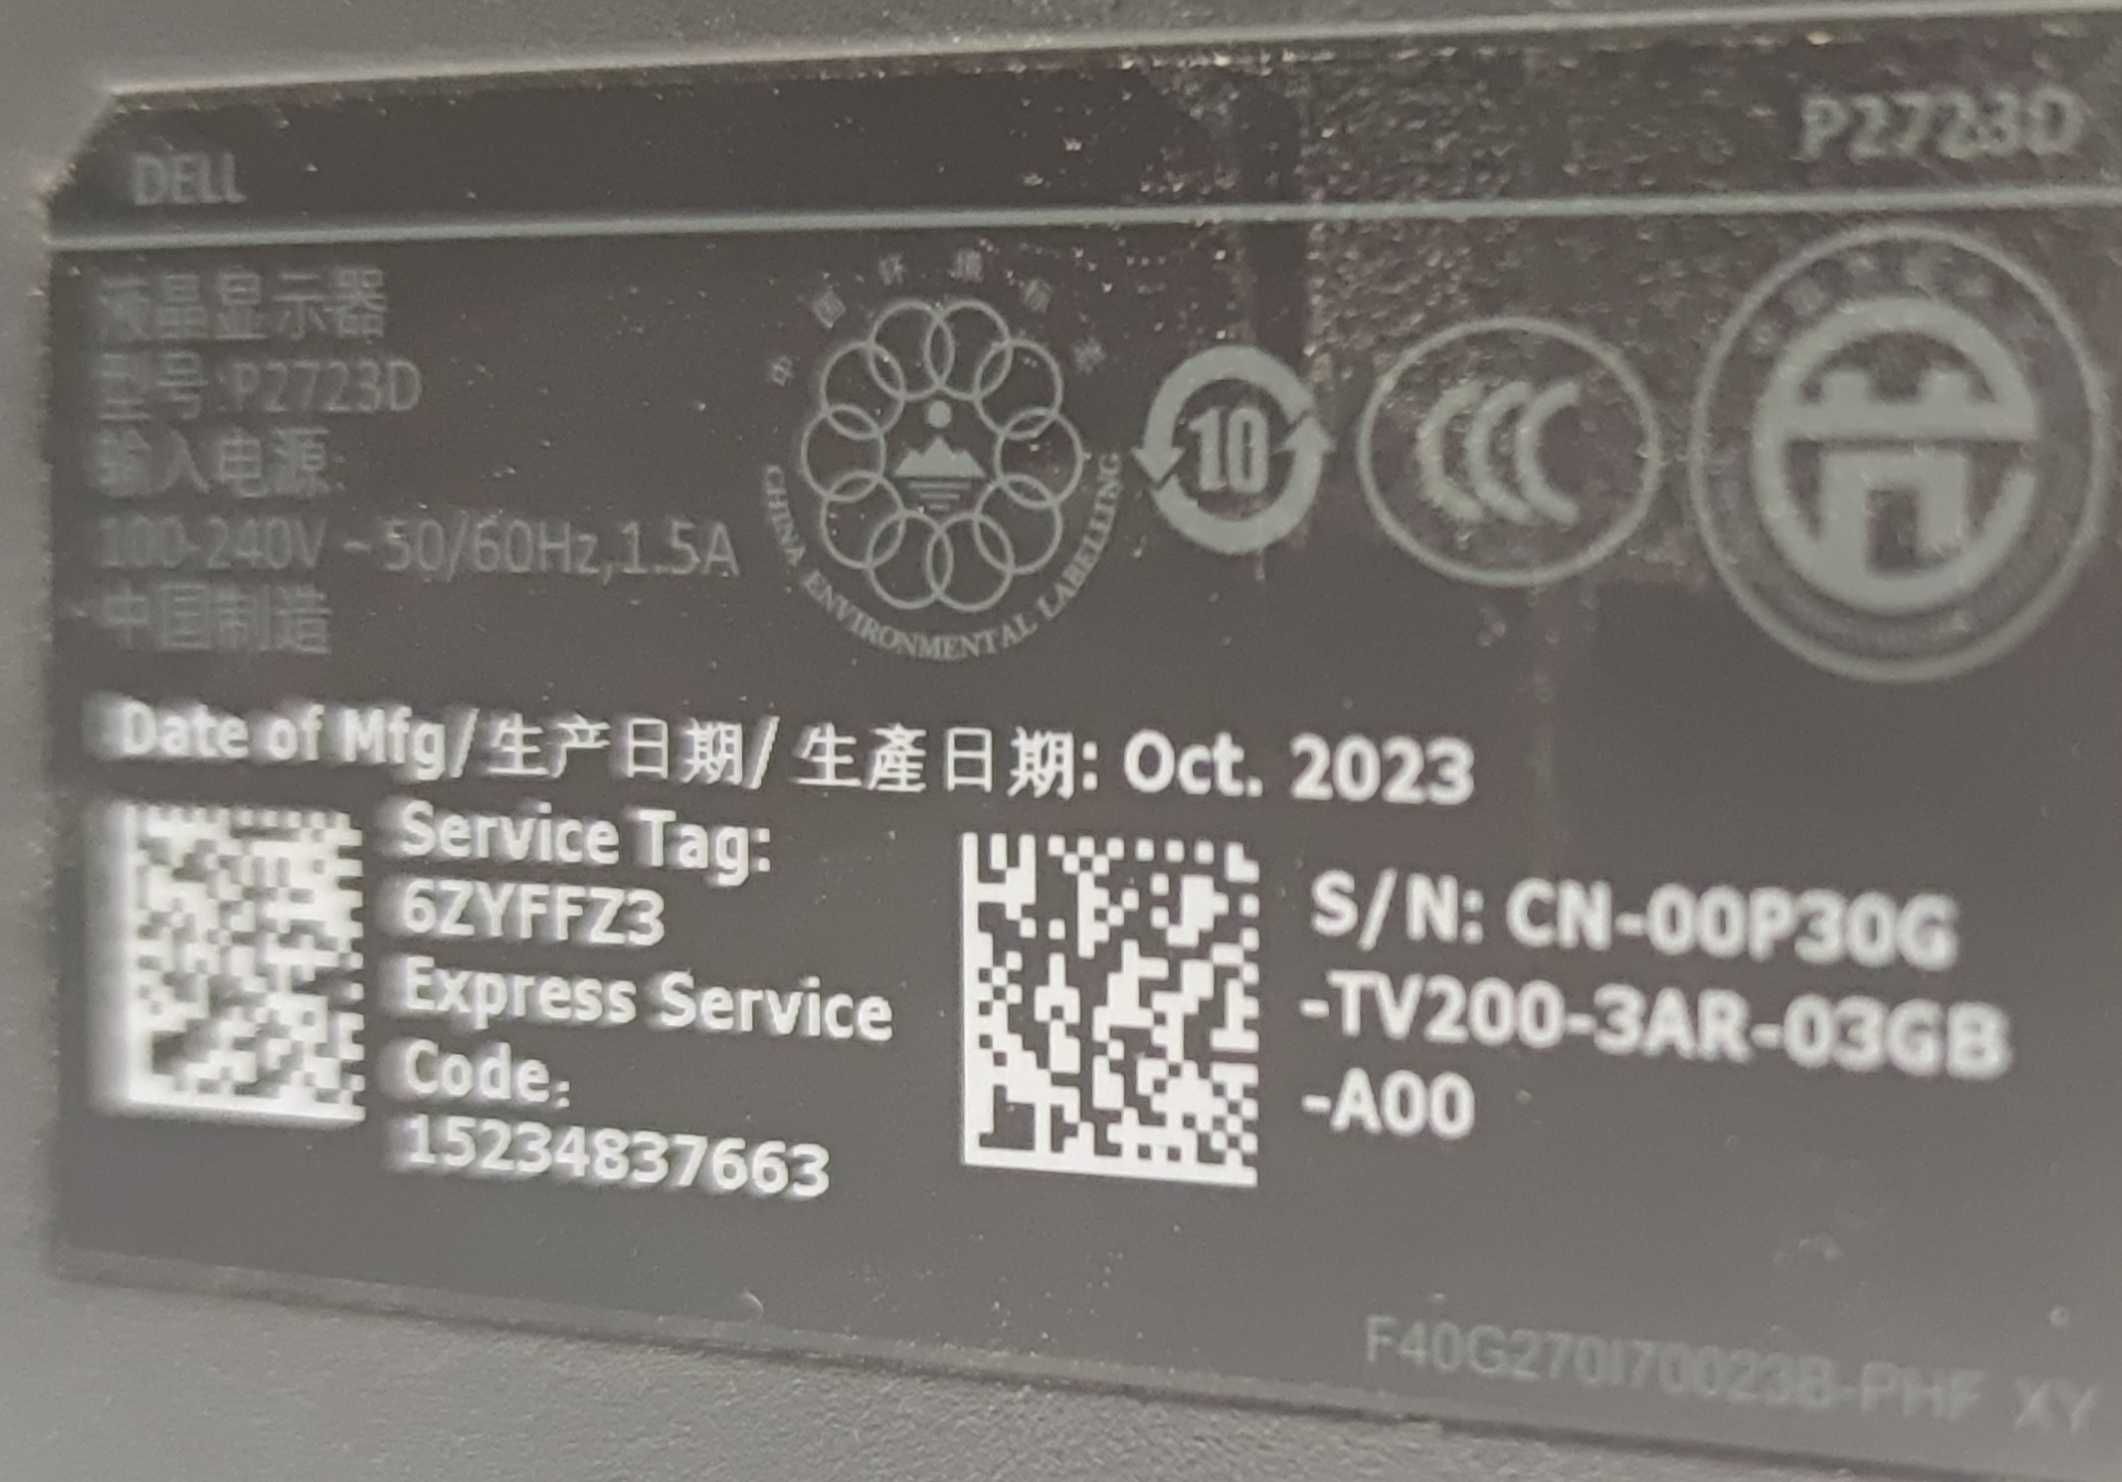 DELL
P2723D
液晶显示器
型号:P2723D
输入电源:
100-240V ~50/60Hz,1.5A
中国制造
CHINA ENVIRONMENTAL LABELLING
10
CCC
Date of Mfg/生产日期/生產日期: Oct. 2023
Service Tag:
6ZYFFZ3
Express Service
Code:
15234837663
S/N: CN-00P30G
-TV200-3AR-03GB
-A00
F40G270I70023B-PHF XY